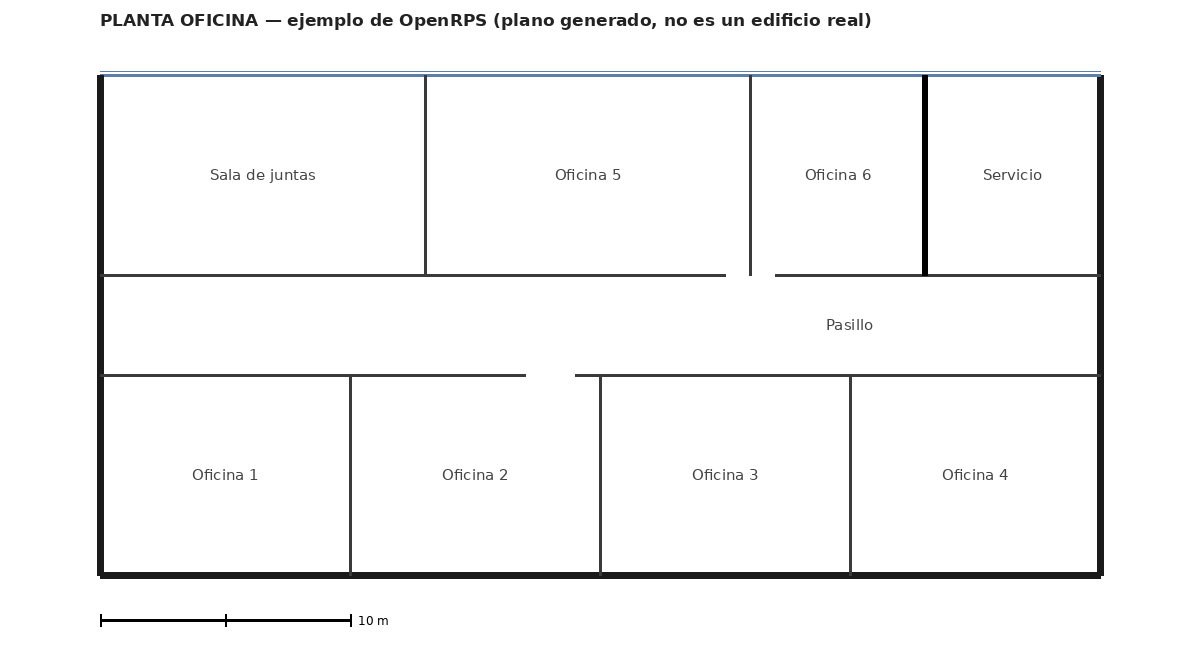 PLANTA OFICINA — ejemplo de OpenRPS (plano generado, no es un edificio real)
Sala de juntas
Oficina 5
Oficina 6
Servicio
Pasillo
Oficina 1
Oficina 2
Oficina 3
Oficina 4
10 m